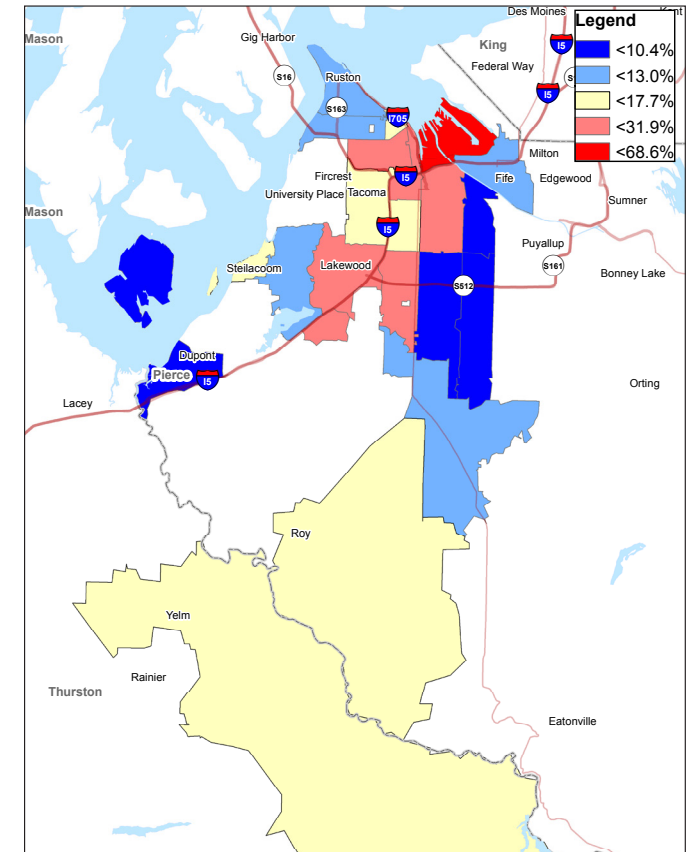 Des Moines
Kent
Legend
Mason
Gig Harbor
King
I5
<10.4%
Federal Way
S16
Ruston
<13.0%
I5
S163
<17.7%
I705
<31.9%
Milton
<68.6%
Fircrest
I5
Fife
Edgewood
University Place
Tacoma
Sumner
Mason
I5
Puyallup
Steilacoom
Lakewood
S161
Bonney Lake
S512
Dupont
Pierce
I5
Orting
Lacey
Roy
Yelm
Rainier
Thurston
Eatonville